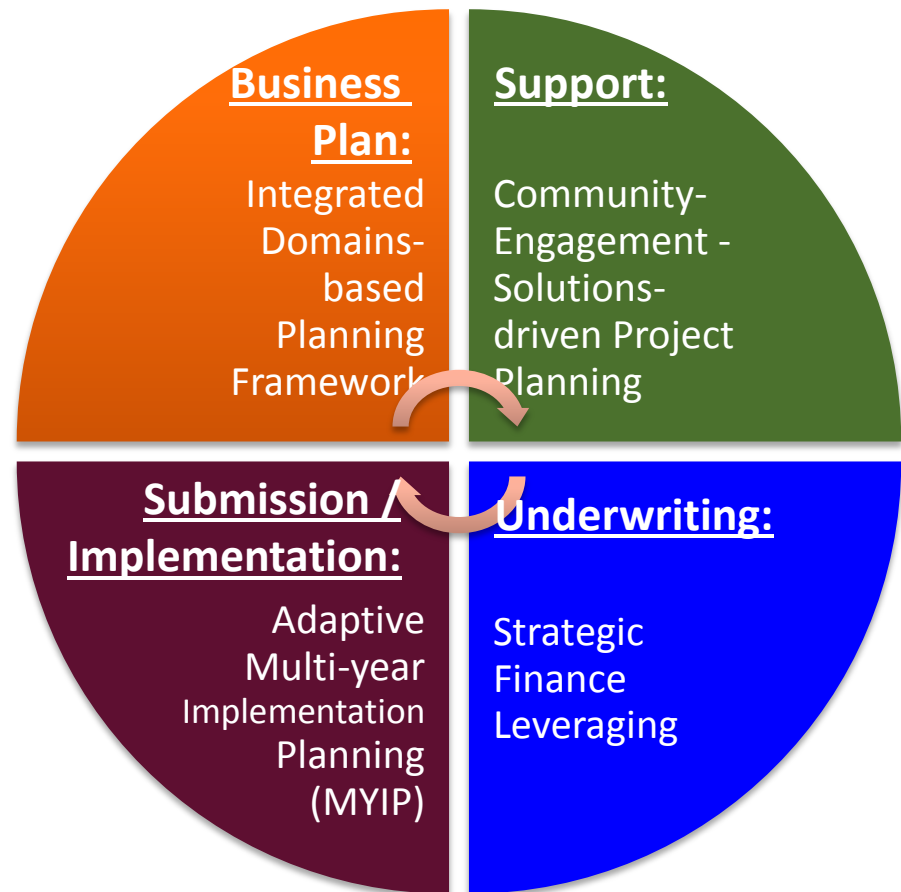 Business
Plan:
Integrated
Domains-
based
Planning
Framework
Support:
Community-
Engagement -
Solutions-
driven Project
Planning
Submission /
Implementation:
Adaptive
Multi-year
Implementation
Planning
(MYIP)
Underwriting:
Strategic
Finance
Leveraging